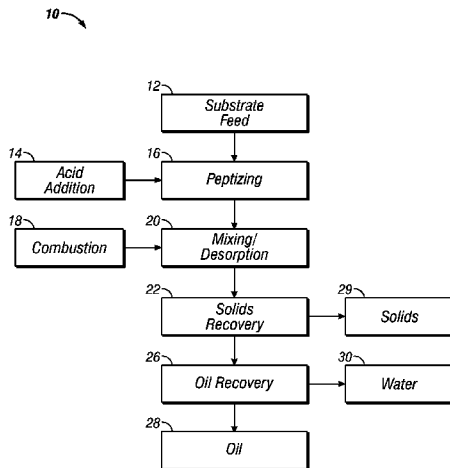 10
12
Substrate
Feed
14
Acid
Addition
16
Peptizing
18
Combustion
20
Mixing/
Desorption
22
Solids
Recovery
29
Solids
26
Oil Recovery
30
Water
28
Oil